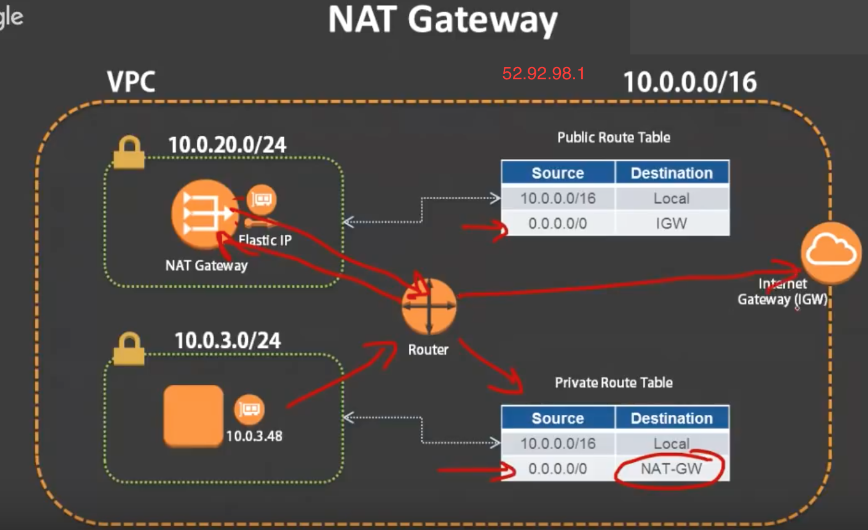 gle
NAT Gateway
52.92.98.1
VPC
10.0.0.0/16
10.0.20.0/24
Elastic IP
NAT Gateway
Public Route Table
Source Destination
10.0.0.0/16 Local
0.0.0.0/0 IGW
Internet
Gateway (IGW)
Router
10.0.3.0/24
10.0.3.48
Private Route Table
Source Destination
10.0.0.0/16 Local
0.0.0.0/0 NAT-GW